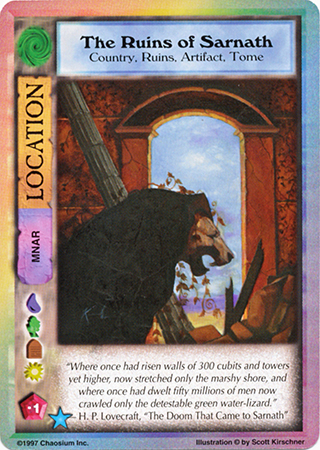 The Ruins of Sarnath
Country, Ruins, Artifact, Tome
LOCATION
MNAR
“Where once had risen walls of 300 cubits and towers
yet higher, now stretched only the marshy shore, and
where once had dwelt fifty millions of men now
crawled only the detestable green water-lizard.”
H. P. Lovecraft, “The Doom That Came to Sarnath”
-1
©1997 Chaosium Inc.
Illustration © by Scott Kirschner